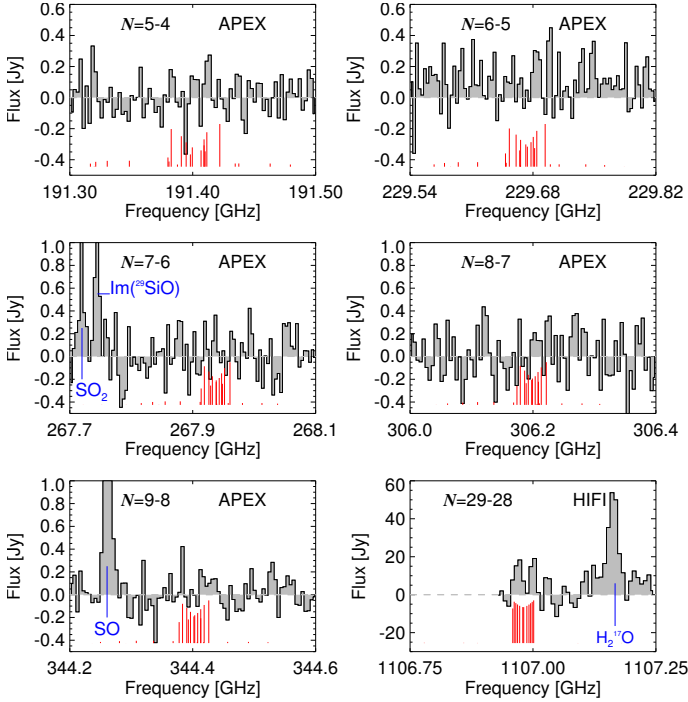 N=5-4 APEX
Flux [Jy]
0.4
0.2
0.0
-0.2
-0.4
191.30 191.40 191.50
Frequency [GHz]
N=6-5 APEX
Flux [Jy]
0.6
0.4
0.2
0.0
-0.2
-0.4
229.54 229.68 229.82
Frequency [GHz]
N=7-6 APEX
Im(²⁹SiO)
SO₂
Flux [Jy]
1.0
0.8
0.6
0.4
0.2
0.0
-0.2
-0.4
267.7 267.9 268.1
Frequency [GHz]
N=8-7 APEX
Flux [Jy]
1.0
0.8
0.6
0.4
0.2
0.0
-0.2
-0.4
306.0 306.2 306.4
Frequency [GHz]
N=9-8 APEX
SO
Flux [Jy]
1.0
0.8
0.6
0.4
0.2
0.0
-0.2
-0.4
344.2 344.4 344.6
Frequency [GHz]
N=29-28 HIFI
H₂¹⁷O
Flux [Jy]
60
40
20
0
-20
1106.75 1107.00 1107.25
Frequency [GHz]